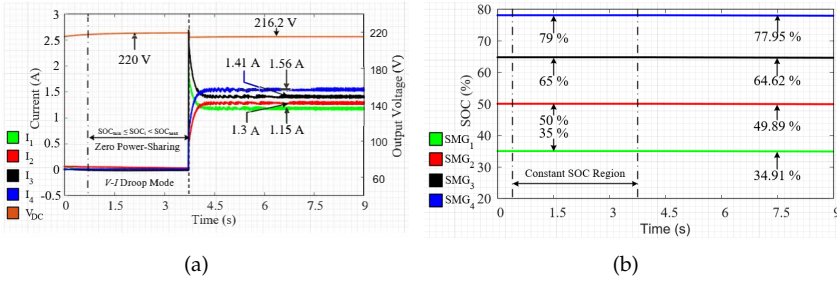 3
2.5
2
1.5
1
0.5
0
-0.5
Current (A)
220 V
216.2 V
1.41 A
1.56 A
1.3 A
1.15 A
SOCmin ≤ SOCi < SOCmax
Zero Power-Sharing
V-I Droop Mode
220
180
140
100
60
Output Voltage (V)
0
1.5
3
4.5
6
7.5
9
Time (s)
I1
I2
I3
I4
VDC
(a)
80
70
60
50
40
30
20
SOC (%)
79 %
77.95 %
65 %
64.62 %
50 %
35 %
49.89 %
34.91 %
Constant SOC Region
0
1.5
3
4.5
6
7.5
9
Time (s)
SMG1
SMG2
SMG3
SMG4
(b)